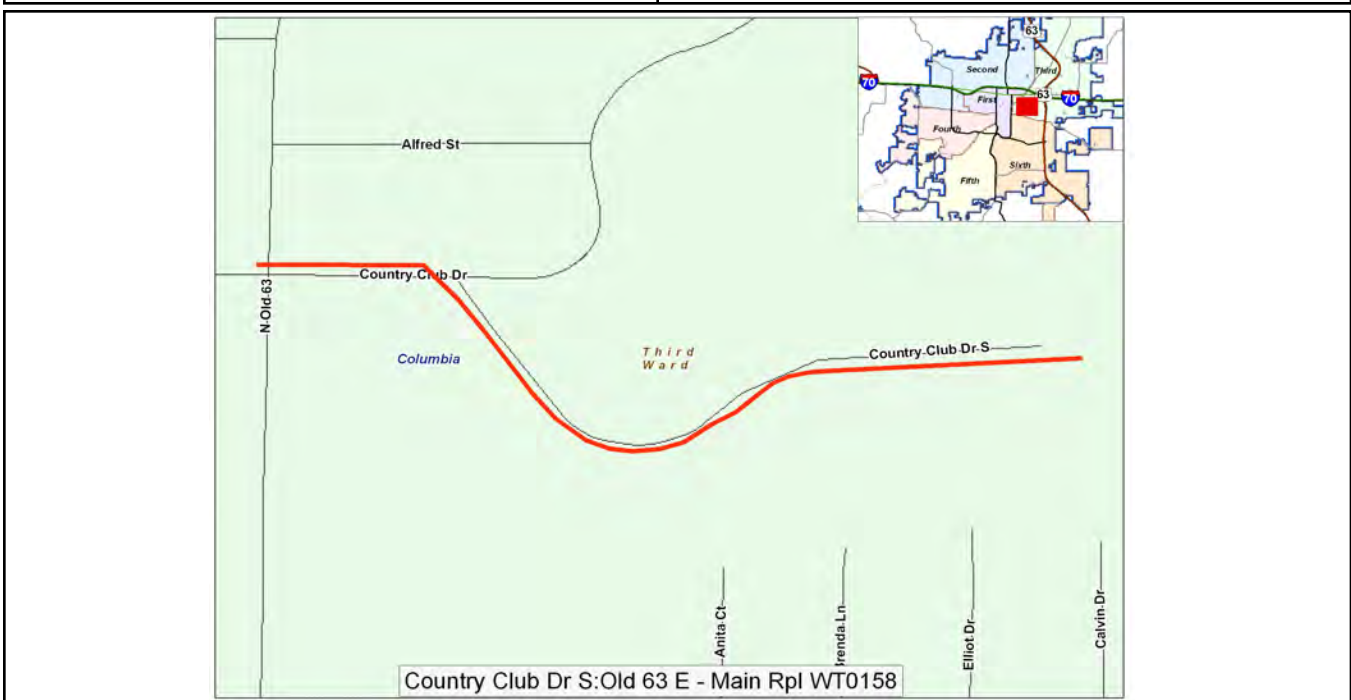 63
Second
Third
70
63
First
70
Fourth
Sixth
Fifth
Alfred St
Country Club Dr
N Old 63
Columbia
Third
Ward
Country Club Dr S
Anita Ct
Elliot Dr
Calvin Dr
Country Club Dr S:Old 63 E - Main Rpl WT0158